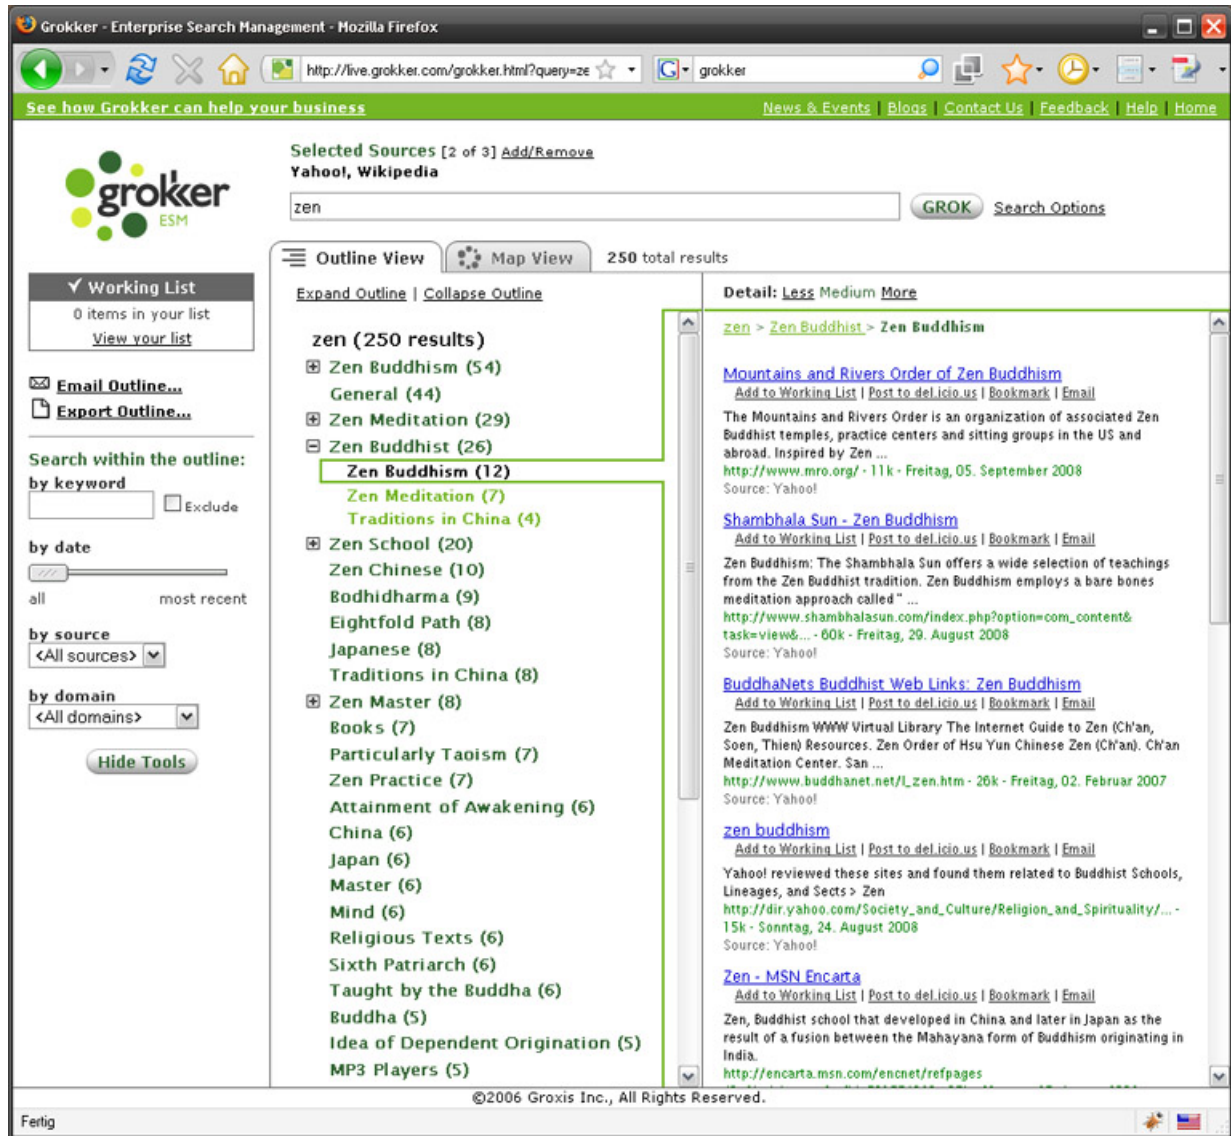 Grokker - Enterprise Search Management - Mozilla Firefox
http://live.grokker.com/grokker.html?query=ze
G
grokker
See how Grokker can help your business
News & Events | Blogs | Contact Us | Feedback | Help | Home
grokker
ESM
Selected Sources [2 of 3] Add/Remove
Yahoo!, Wikipedia
zen
GROK
Search Options
Outline View
Map View
250 total results
Working List
0 items in your list
View your list
Email Outline...
Export Outline...
Search within the outline:
by keyword
Exclude
by date
all most recent
by source
<All sources>
by domain
<All domains>
Hide Tools
Expand Outline | Collapse Outline
zen (250 results)
Zen Buddhism (54)
General (44)
Zen Meditation (29)
Zen Buddhist (26)
Zen Buddhism (12)
Zen Meditation (7)
Traditions in China (4)
Zen School (20)
Zen Chinese (10)
Bodhidharma (9)
Eightfold Path (8)
Japanese (8)
Traditions in China (8)
Zen Master (8)
Books (7)
Particularly Taoism (7)
Zen Practice (7)
Attainment of Awakening (6)
China (6)
Japan (6)
Master (6)
Mind (6)
Religious Texts (6)
Sixth Patriarch (6)
Taught by the Buddha (6)
Buddha (5)
Idea of Dependent Origination (5)
MP3 Players (5)
Detail: Less Medium More
zen > Zen Buddhist > Zen Buddhism
Mountains and Rivers Order of Zen Buddhism
Add to Working List | Post to del.icio.us | Bookmark | Email
The Mountains and Rivers Order is an organization of associated Zen
Buddhist temples, practice centers and sitting groups in the US and
abroad. Inspired by Zen ...
http://www.mro.org/ - 11k - Freitag, 05. September 2008
Source: Yahoo!
Shambhala Sun - Zen Buddhism
Add to Working List | Post to del.icio.us | Bookmark | Email
Zen Buddhism: The Shambhala Sun offers a wide selection of teachings
from the Zen Buddhist tradition. Zen Buddhism employs a bare bones
meditation approach called " ...
http://www.shambhalasun.com/index.php?option=com_content&
task=view&... - 60k - Freitag, 29. August 2008
Source: Yahoo!
BuddhaNets Buddhist Web Links: Zen Buddhism
Add to Working List | Post to del.icio.us | Bookmark | Email
Zen Buddhism WWW Virtual Library The Internet Guide to Zen (Ch'an,
Soen, Thien) Resources. Zen Order of Hsu Yun Chinese Zen (Ch'an). Ch'an
Meditation Center. San ...
http://www.buddhanet.net/l_zen.htm - 26k - Freitag, 02. Februar 2007
Source: Yahoo!
zen buddhism
Add to Working List | Post to del.icio.us | Bookmark | Email
Yahoo! reviewed these sites and found them related to Buddhist Schools,
Lineages, and Sects > Zen
http://dir.yahoo.com/Society_and_Culture/Religion_and_Spirituality/... -
15k - Sonntag, 24. August 2008
Source: Yahoo!
Zen - MSN Encarta
Add to Working List | Post to del.icio.us | Bookmark | Email
Zen, Buddhist school that developed in China and later in Japan as the
result of a fusion between the Mahayana form of Buddhism originating in
India.
http://encarta.msn.com/encnet/refpages
©2006 Groxis Inc., All Rights Reserved.
Fertig